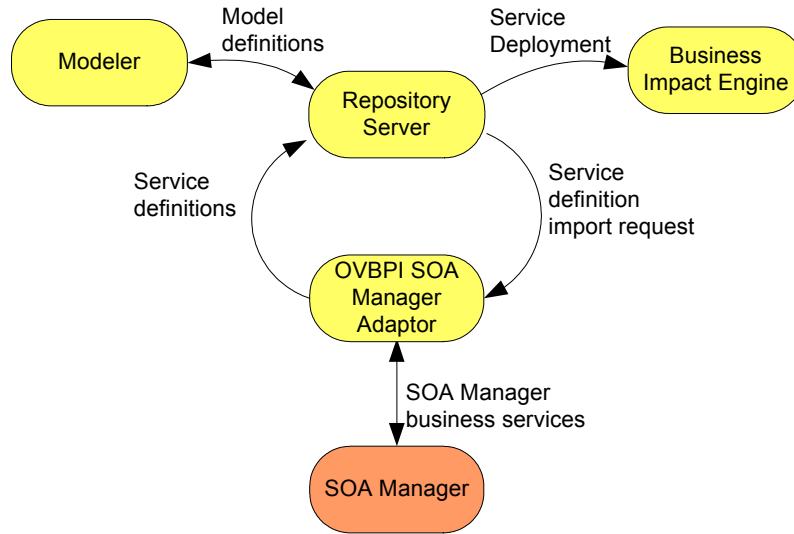 Model
definitions
Service
Deployment
Modeler
Business
Impact Engine
Repository
Server
Service
definitions
Service
definition
import request
OVBPI SOA
Manager
Adaptor
SOA Manager
business services
SOA Manager